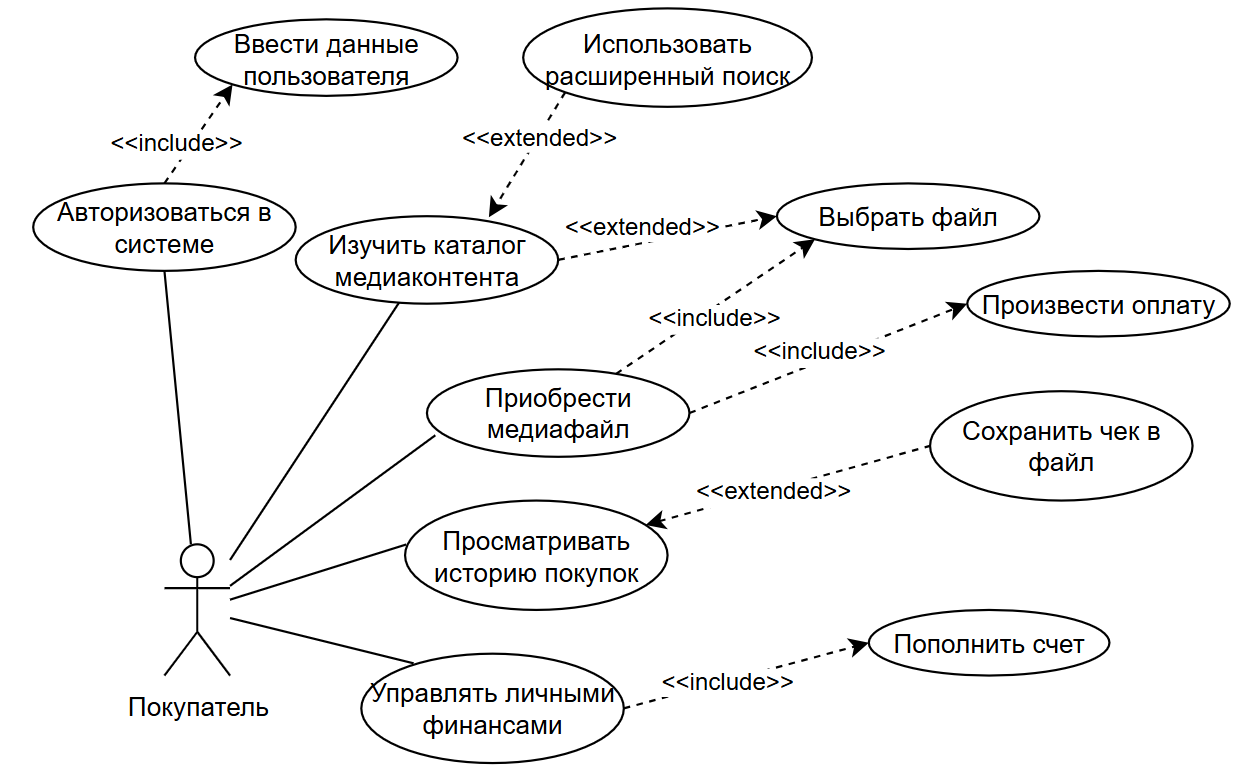 Ввести данные
пользователя
Использовать
расширенный поиск
<<include>>
<<extended>>
Авторизоваться в
системе
Изучить каталог
медиаконтента
<<extended>>
Выбрать файл
<<include>>
Произвести оплату
<<include>>
Приобрести
медиафайл
Сохранить чек в
файл
<<extended>>
Просматривать
историю покупок
Пополнить счет
<<include>>
Управлять личными
финансами
Покупатель